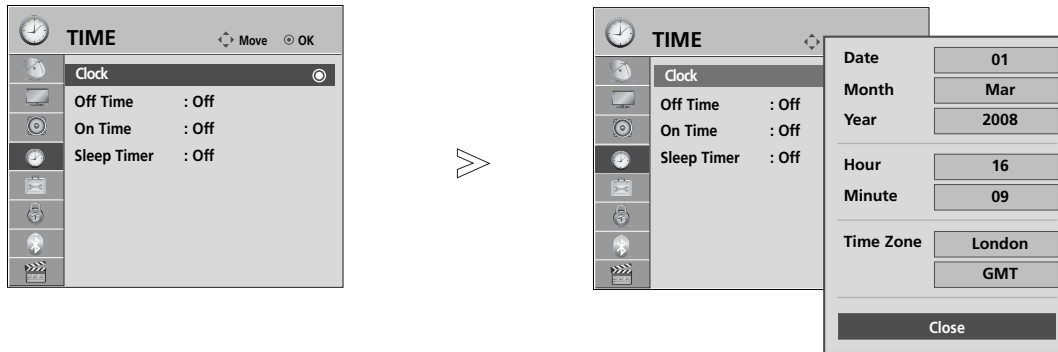 TIME
Move
OK
Clock
Off Time : Off
On Time : Off
Sleep Timer : Off
TIME
Clock
Off Time : Off
On Time : Off
Sleep Timer : Off
Date 01
Month Mar
Year 2008
Hour 16
Minute 09
Time Zone London
GMT
Close